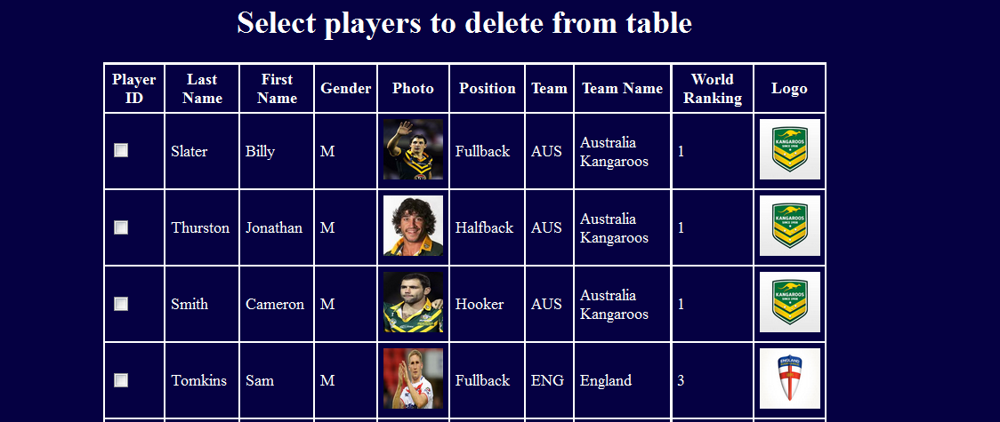 Select players to delete from table
Player ID Last Name First Name Gender Photo Position Team Team Name World Ranking Logo
Slater Billy M Fullback AUS Australia Kangaroos 1 KANGAROOS
Thurston Jonathan M Halfback AUS Australia Kangaroos 1 KANGAROOS
Smith Cameron M Hooker AUS Australia Kangaroos 1 KANGAROOS
Tomkins Sam M Fullback ENG England 3 ENGLAND